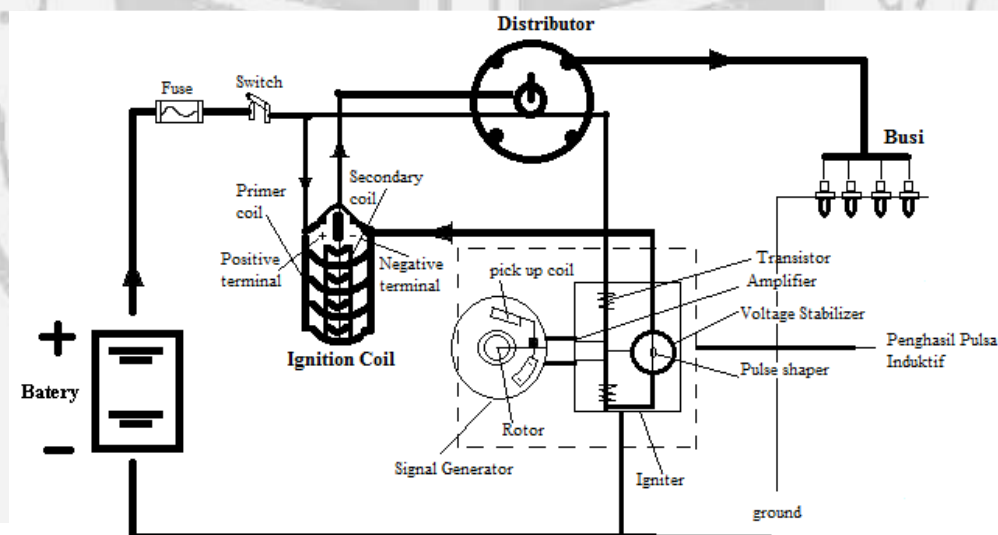 Distributor
Fuse
Switch
Busi
Primer
coil
Secondary
coil
Positive
terminal
+
-
Negative
terminal
Ignition Coil
pick up coil
Transistor
Amplifier
Voltage Stabilizer
Pulse shaper
Penghasil Pulsa
Induktif
+
Batery
-
Rotor
Signal Generator
Igniter
ground